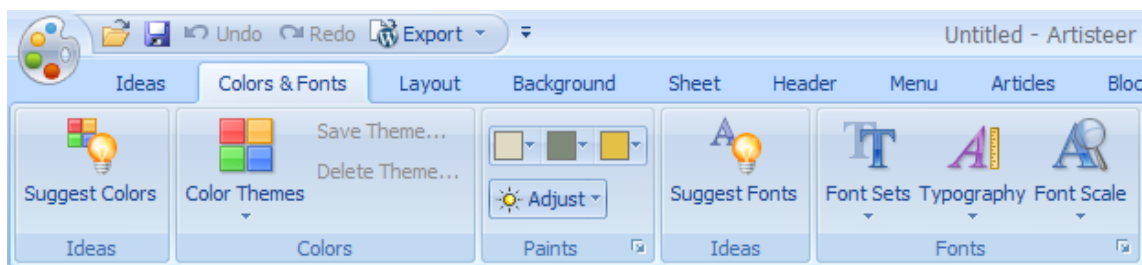 Undo Redo Export Untitled - Artisteer
Ideas Colors & Fonts Layout Background Sheet Header Menu Articles Bloc
Save Theme...
Delete Theme...
Adjust
Suggest Colors Color Themes Suggest Fonts Font Sets Typography Font Scale
Ideas Colors Paints Ideas Fonts